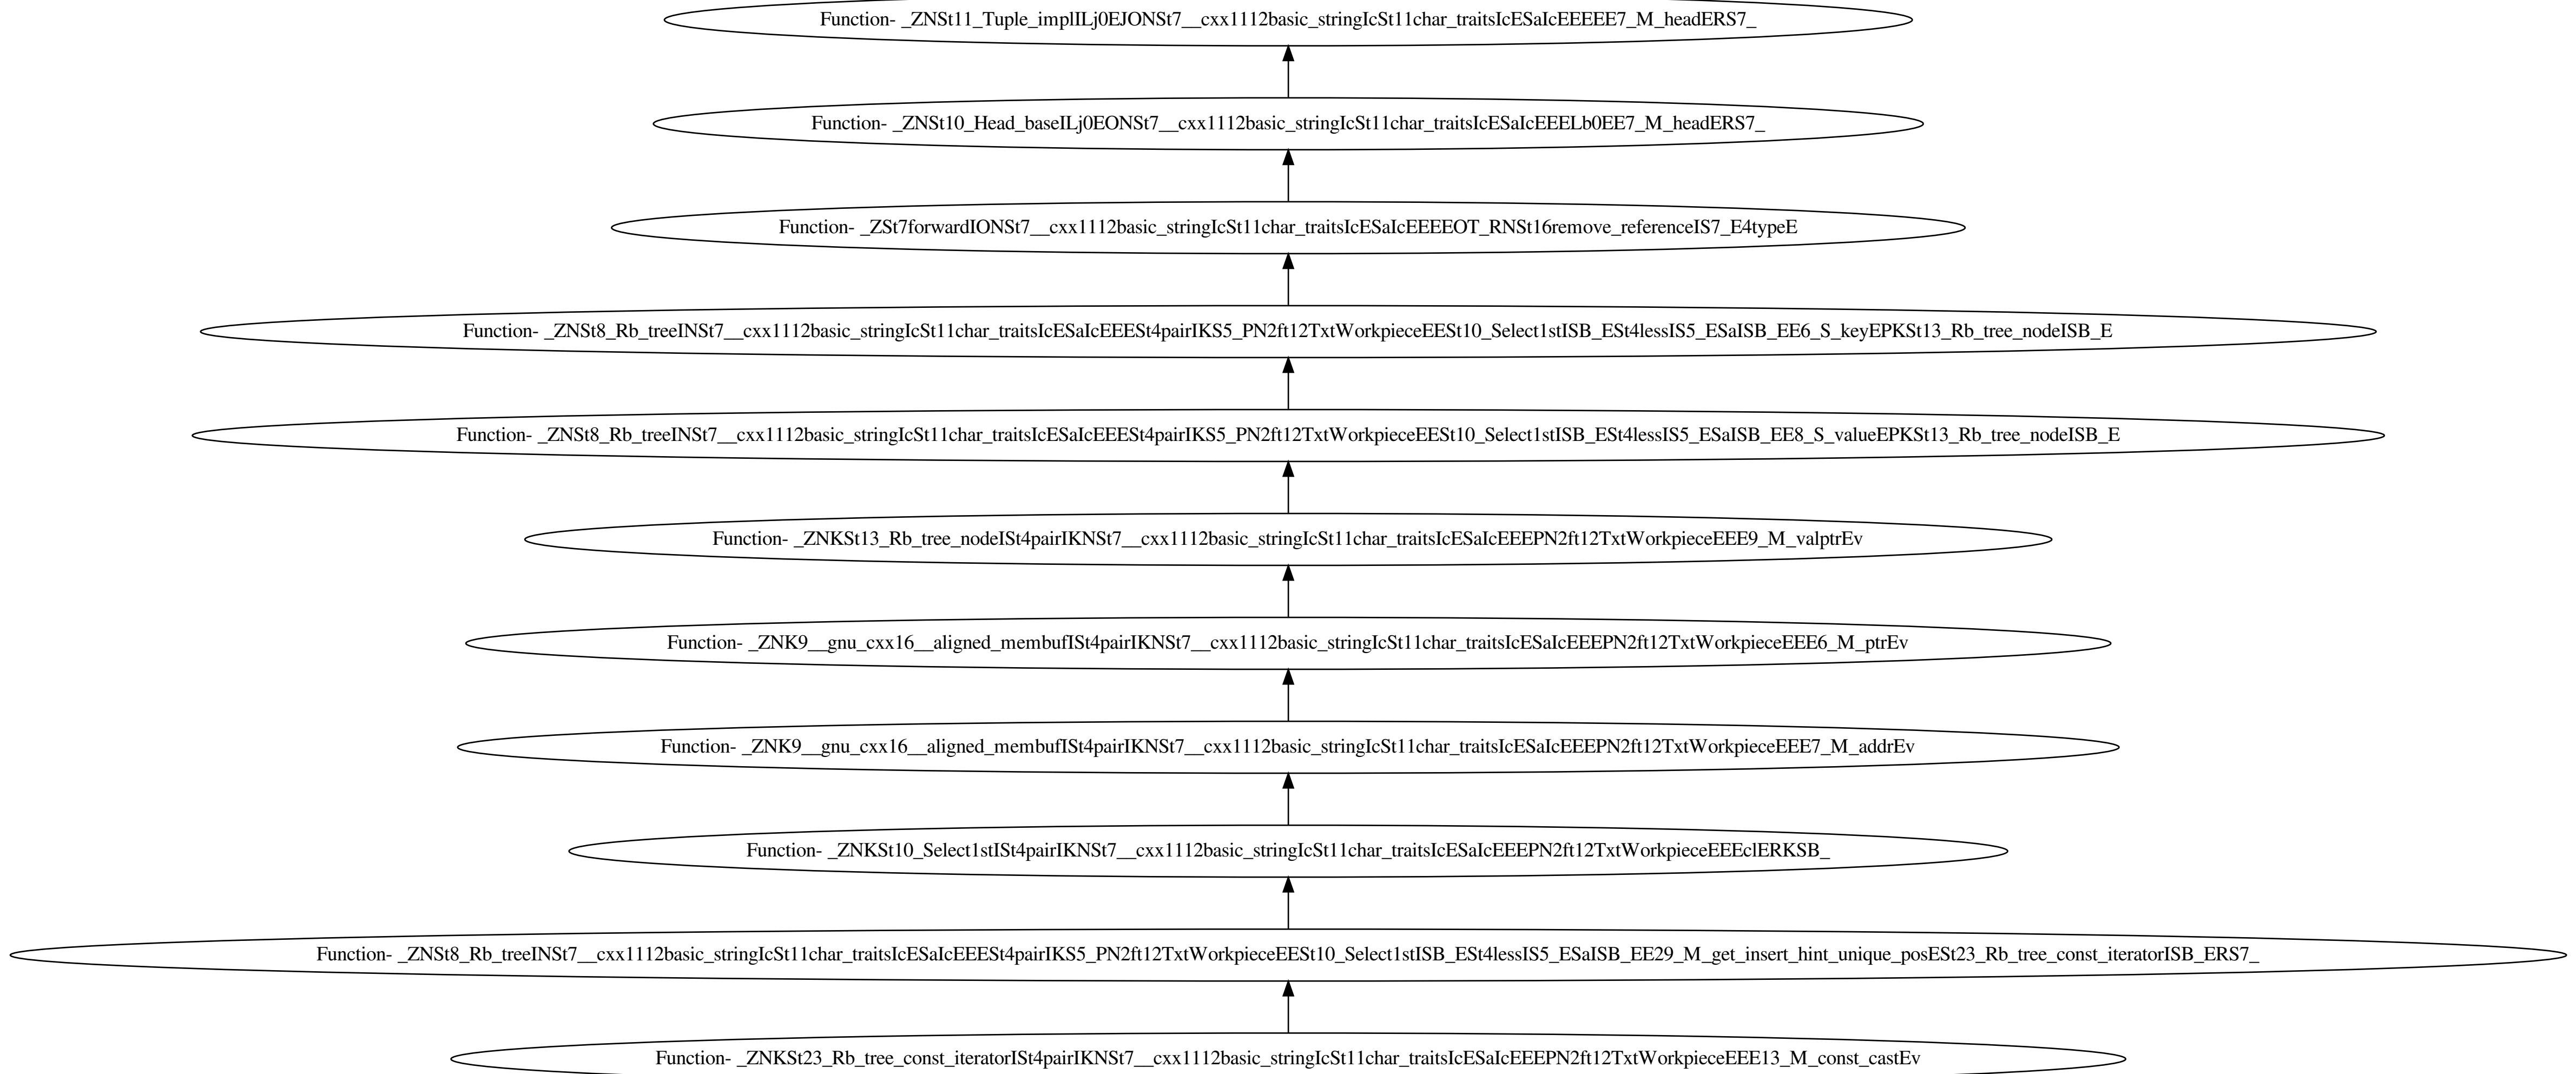 Function- _ZNSt11_Tuple_implILj0EJONSt7__cxx1112basic_stringIcSt11char_traitsIcESaIcEEEEE7_M_headERS7_
Function- _ZNSt10_Head_baseILj0EONSt7__cxx1112basic_stringIcSt11char_traitsIcESaIcEEELb0EE7_M_headERS7_
Function- _ZSt7forwardIONSt7__cxx1112basic_stringIcSt11char_traitsIcESaIcEEEEOT_RNSt16remove_referenceIS7_E4typeE
Function- _ZNSt8_Rb_treeINSt7__cxx1112basic_stringIcSt11char_traitsIcESaIcEEESt4pairIKS5_PN2ft12TxtWorkpieceEESt10_Select1stISB_ESt4lessIS5_ESaISB_EE6_S_keyEPKSt13_Rb_tree_nodeISB_E
Function- _ZNSt8_Rb_treeINSt7__cxx1112basic_stringIcSt11char_traitsIcESaIcEEESt4pairIKS5_PN2ft12TxtWorkpieceEESt10_Select1stISB_ESt4lessIS5_ESaISB_EE8_S_valueEPKSt13_Rb_tree_nodeISB_E
Function- _ZNKSt13_Rb_tree_nodeISt4pairIKNSt7__cxx1112basic_stringIcSt11char_traitsIcESaIcEEEPN2ft12TxtWorkpieceEEE9_M_valptrEv
Function- _ZNK9__gnu_cxx16__aligned_membufISt4pairIKNSt7__cxx1112basic_stringIcSt11char_traitsIcESaIcEEEPN2ft12TxtWorkpieceEEE6_M_ptrEv
Function- _ZNK9__gnu_cxx16__aligned_membufISt4pairIKNSt7__cxx1112basic_stringIcSt11char_traitsIcESaIcEEEPN2ft12TxtWorkpieceEEE7_M_addrEv
Function- _ZNKSt10_Select1stISt4pairIKNSt7__cxx1112basic_stringIcSt11char_traitsIcESaIcEEEPN2ft12TxtWorkpieceEEEclERKSB_
Function- _ZNSt8_Rb_treeINSt7__cxx1112basic_stringIcSt11char_traitsIcESaIcEEESt4pairIKS5_PN2ft12TxtWorkpieceEESt10_Select1stISB_ESt4lessIS5_ESaISB_EE29_M_get_insert_hint_unique_posESt23_Rb_tree_const_iteratorISB_ERS7_
Function- _ZNKSt23_Rb_tree_const_iteratorISt4pairIKNSt7__cxx1112basic_stringIcSt11char_traitsIcESaIcEEEPN2ft12TxtWorkpieceEEE13_M_const_castEv